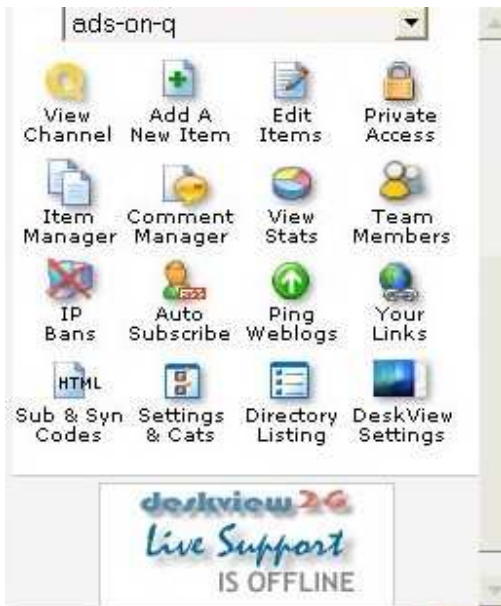 ads-on-q
View Add A Edit Private
Channel New Item Items Access
Item Comment View Team
Manager Manager Stats Members
RSS
IP Auto Ping Your
Bans Subscribe Weblogs Links
HTML
Sub & Syn Settings Directory DeskView
Codes & Cats Listing Settings
deskview2G
Live Support
IS OFFLINE